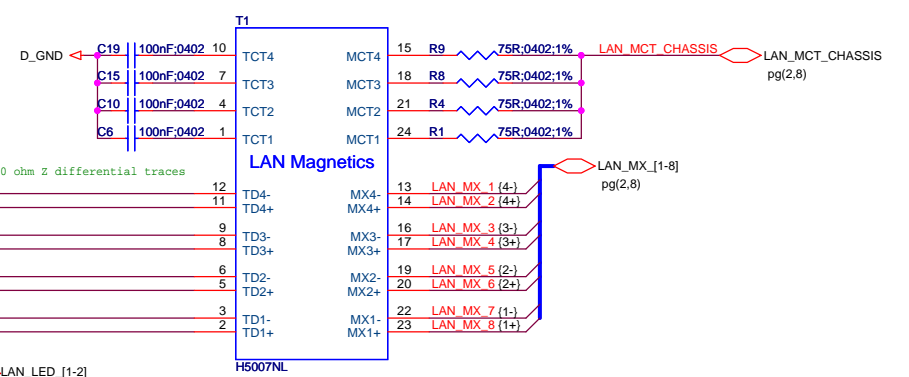 T1
D_GND C19 100nF;0402 10 TCT4 MCT4 15 R9 75R;0402;1% LAN_MCT_CHASSIS LAN_MCT_CHASSIS
pg(2,8)
C15 100nF;0402 7 TCT3 MCT3 18 R8 75R;0402;1%
C10 100nF;0402 4 TCT2 MCT2 21 R4 75R;0402;1%
C6 100nF;0402 1 TCT1 MCT1 24 R1 75R;0402;1%
LAN Magnetics
LAN_MX_[1-8]
pg(2,8)
0 ohm Z differential traces
12 TD4- MX4- 13 LAN_MX_1 {4-}
11 TD4+ MX4+ 14 LAN_MX_2 {4+}
9 TD3- MX3- 16 LAN_MX_3 {3-}
8 TD3+ MX3+ 17 LAN_MX_4 {3+}
6 TD2- MX2- 19 LAN_MX_5 {2-}
5 TD2+ MX2+ 20 LAN_MX_6 {2+}
3 TD1- MX1- 22 LAN_MX_7 {1-}
2 TD1+ MX1+ 23 LAN_MX_8 {1+}
H5007NL
LAN_LED_[1-2]